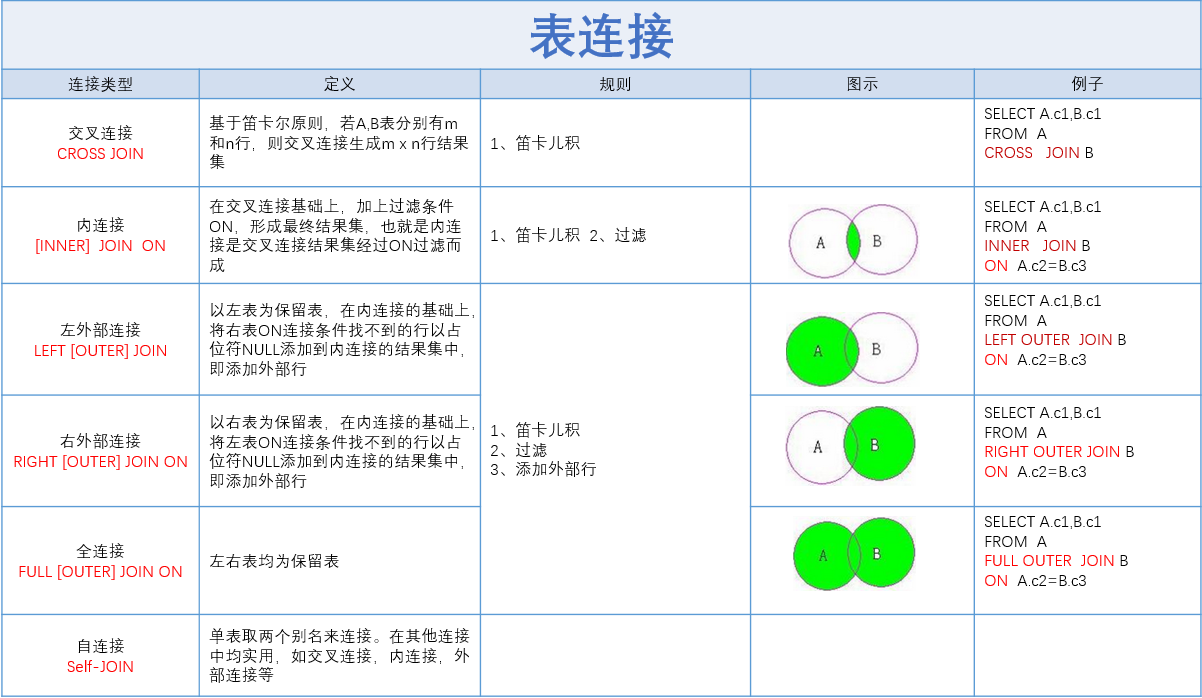 表连接
连接类型
定义
规则
图示
例子
交叉连接
CROSS JOIN
基于笛卡尔原则，若A,B表分别有m
和n行，则交叉连接生成m x n行结果
集
1、笛卡儿积
SELECT A.c1,B.c1
FROM A
CROSS JOIN B
内连接
[INNER] JOIN ON
在交叉连接基础上，加上过滤条件
ON，形成最终结果集，也就是内连
接是交叉连接结果集经过ON过滤而
成
1、笛卡儿积 2、过滤
A
B
SELECT A.c1,B.c1
FROM A
INNER JOIN B
ON A.c2=B.c3
左外部连接
LEFT [OUTER] JOIN
以左表为保留表，在内连接的基础上，
将右表ON连接条件找不到的行以占
位符NULL添加到内连接的结果集中，
即添加外部行
1、笛卡儿积
2、过滤
3、添加外部行
A
B
SELECT A.c1,B.c1
FROM A
LEFT OUTER JOIN B
ON A.c2=B.c3
右外部连接
RIGHT [OUTER] JOIN ON
以右表为保留表，在内连接的基础上，
将左表ON连接条件找不到的行以占
位符NULL添加到内连接的结果集中，
即添加外部行
A
B
SELECT A.c1,B.c1
FROM A
RIGHT OUTER JOIN B
ON A.c2=B.c3
全连接
FULL [OUTER] JOIN ON
左右表均为保留表
A
B
SELECT A.c1,B.c1
FROM A
FULL OUTER JOIN B
ON A.c2=B.c3
自连接
Self-JOIN
单表取两个别名来连接。在其他连接
中均实用，如交叉连接，内连接，外
部连接等